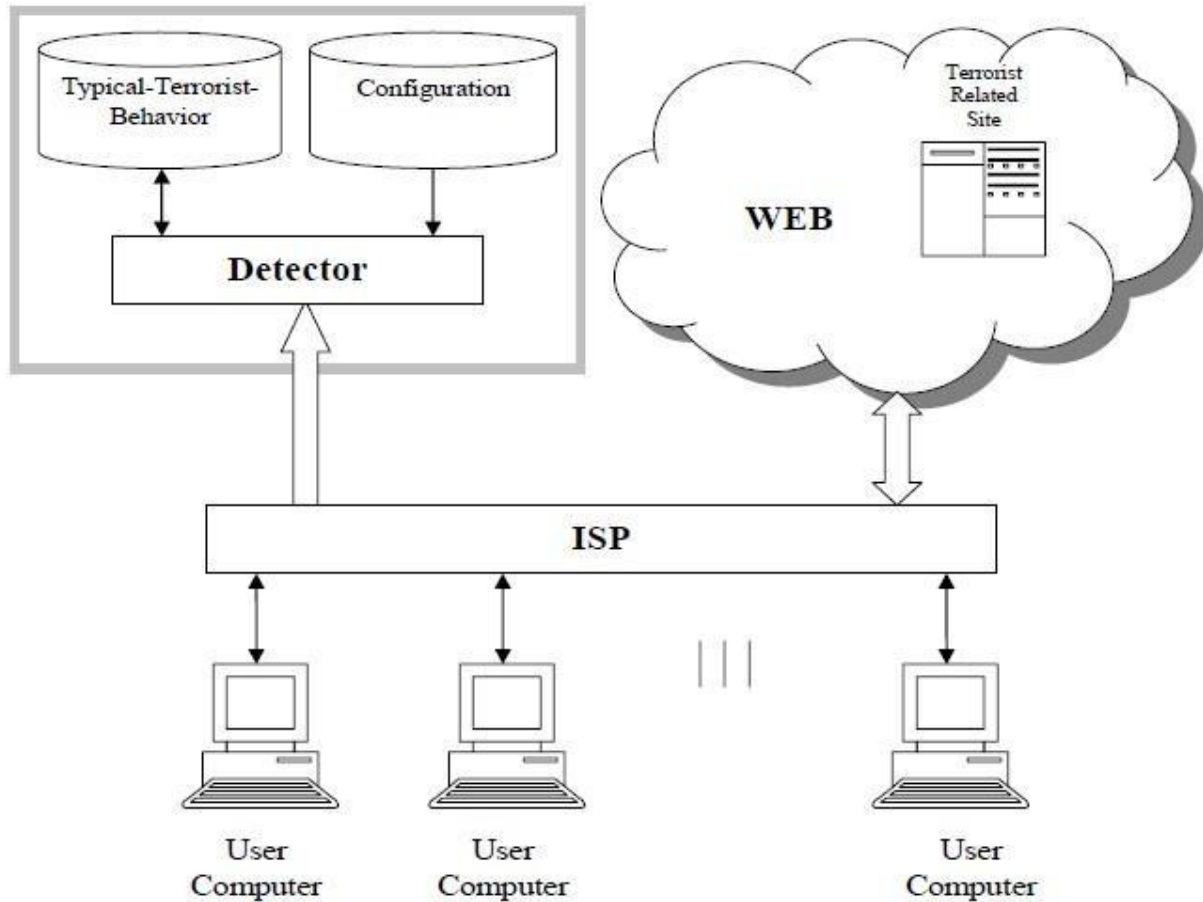 Typical-Terrorist-
Behavior
Configuration
Detector
Terrorist
Related
Site
WEB
ISP
User
Computer
User
Computer
User
Computer